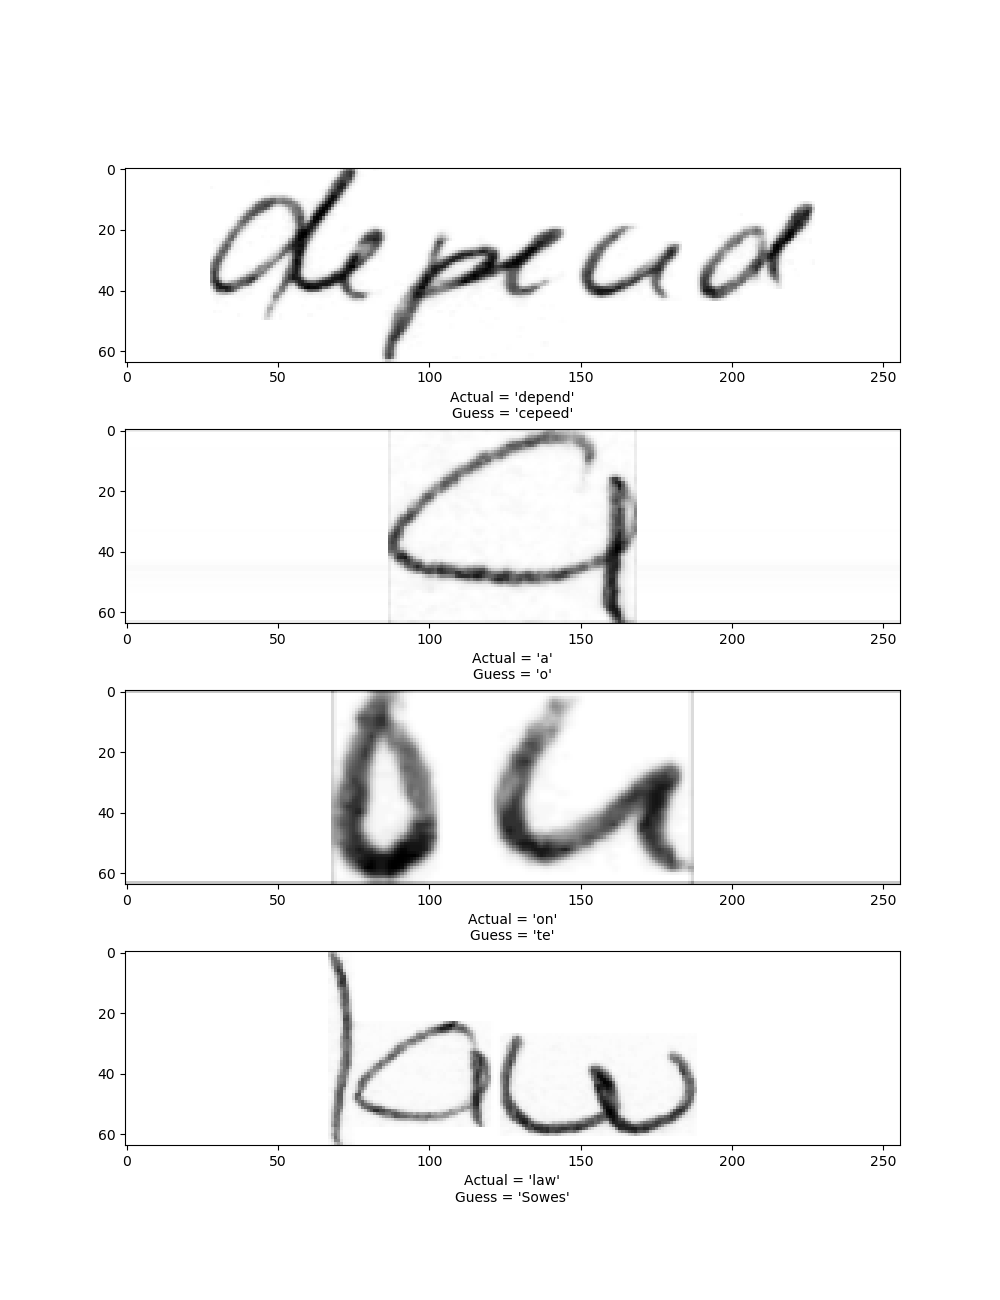 0
20
40
60
depend
0 50 100 150 200 250
Actual = 'depend'
Guess = 'cepeed'
0
20
40
60
a
0 50 100 150 200 250
Actual = 'a'
Guess = 'o'
0
20
40
60
on
0 50 100 150 200 250
Actual = 'on'
Guess = 'te'
0
20
40
60
law
0 50 100 150 200 250
Actual = 'law'
Guess = 'Sowes'